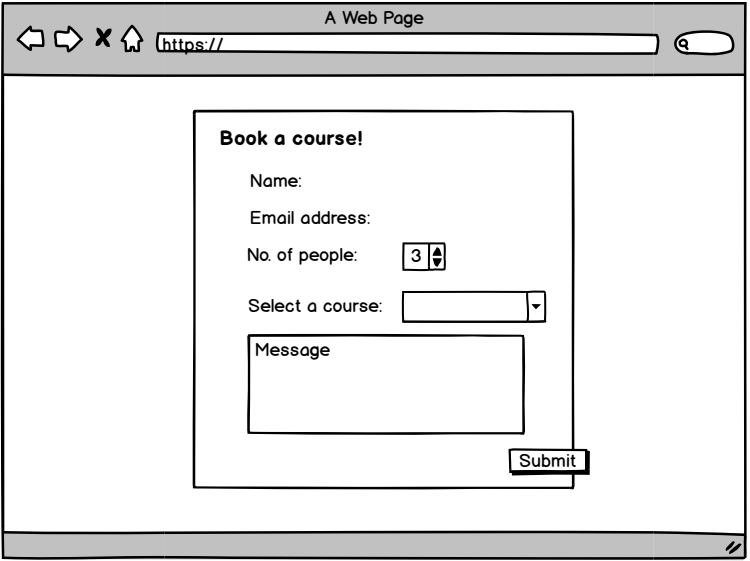 A Web Page
https://
Book a course!
Name:
Email address:
No. of people:
3
Select a course:
Message
Submit